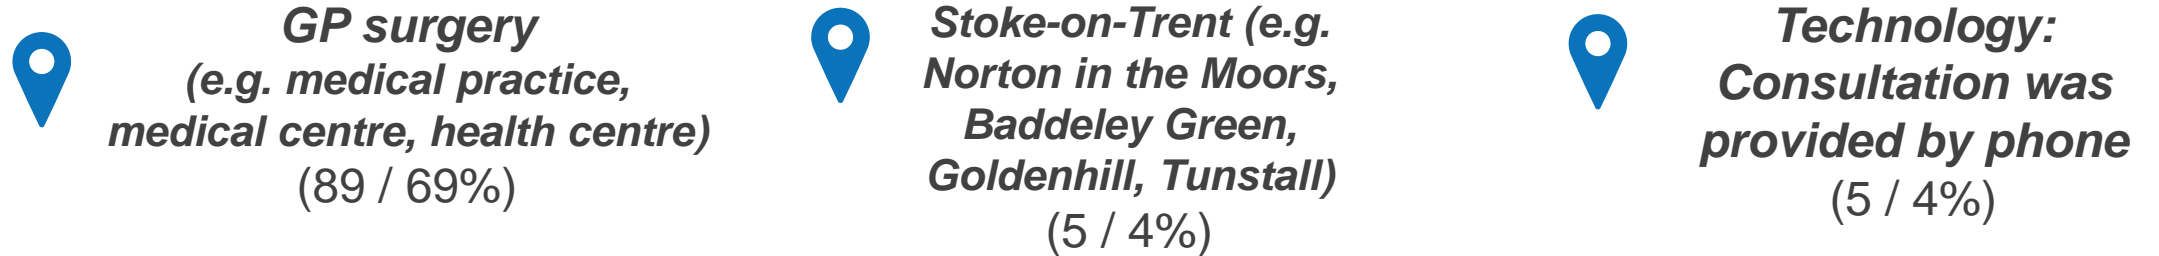 GP surgery
(e.g. medical practice,
medical centre, health centre)
(89 / 69%)
Stoke-on-Trent (e.g.
Norton in the Moors,
Baddeley Green,
Goldenhill, Tunstall)
(5 / 4%)
Technology:
Consultation was
provided by phone
(5 / 4%)